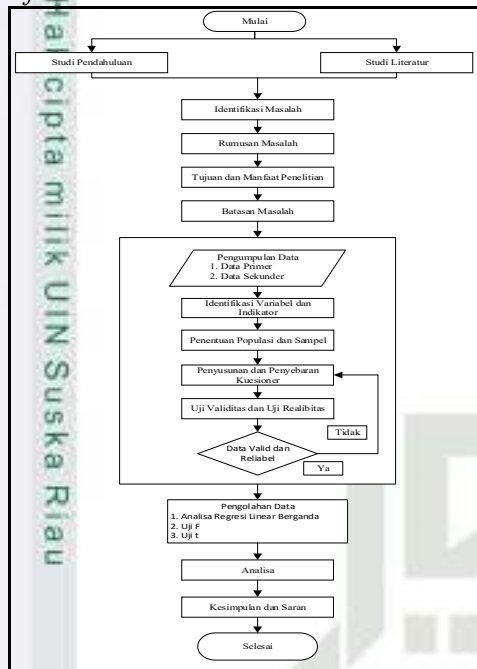 Mulai
Studi Pendahuluan
Studi Literatur
Identifikasi Masalah
Rumusan Masalah
Tujuan dan Manfaat Penelitian
Batasan Masalah
Pengumpulan Data
1. Data Primer
2. Data Sekunder
Identifikasi Variabel dan
Indikator
Penentuan Populasi dan Sampel
Penyusunan dan Penyebaran
Kuesioner
Uji Validitas dan Uji Realibitas
Tidak
Data Valid dan
Reliabel
Ya
Pengolahan Data
1. Analisa Regresi Linear Berganda
2. Uji F
3. Uji t
Analisa
Kesimpulan dan Saran
Selesai
Hak cipta milik UIN Suska Riau